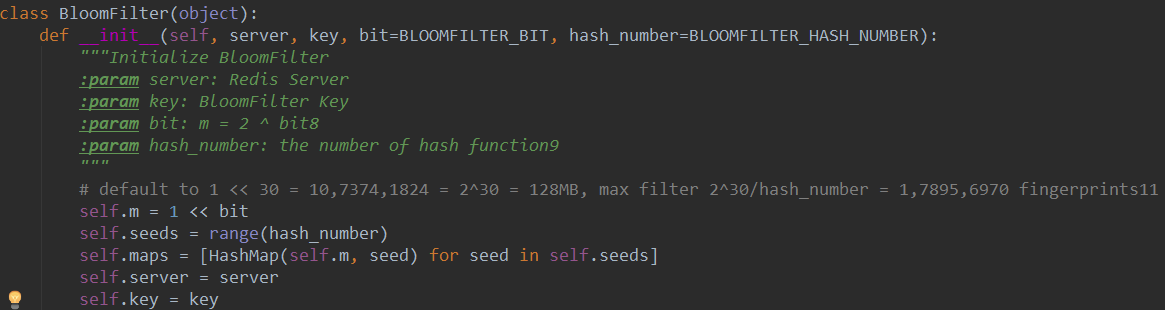 class BloomFilter(object):
    def __init__(self, server, key, bit=BLOOMFILTER_BIT, hash_number=BLOOMFILTER_HASH_NUMBER):
        """Initialize BloomFilter
        :param server: Redis Server
        :param key: BloomFilter Key
        :param bit: m = 2 ^ bit8
        :param hash_number: the number of hash function9
        """
        # default to 1 << 30 = 10,7374,1824 = 2^30 = 128MB, max filter 2^30/hash_number = 1,7895,6970 fingerprints11
        self.m = 1 << bit
        self.seeds = range(hash_number)
        self.maps = [HashMap(self.m, seed) for seed in self.seeds]
        self.server = server
        self.key = key